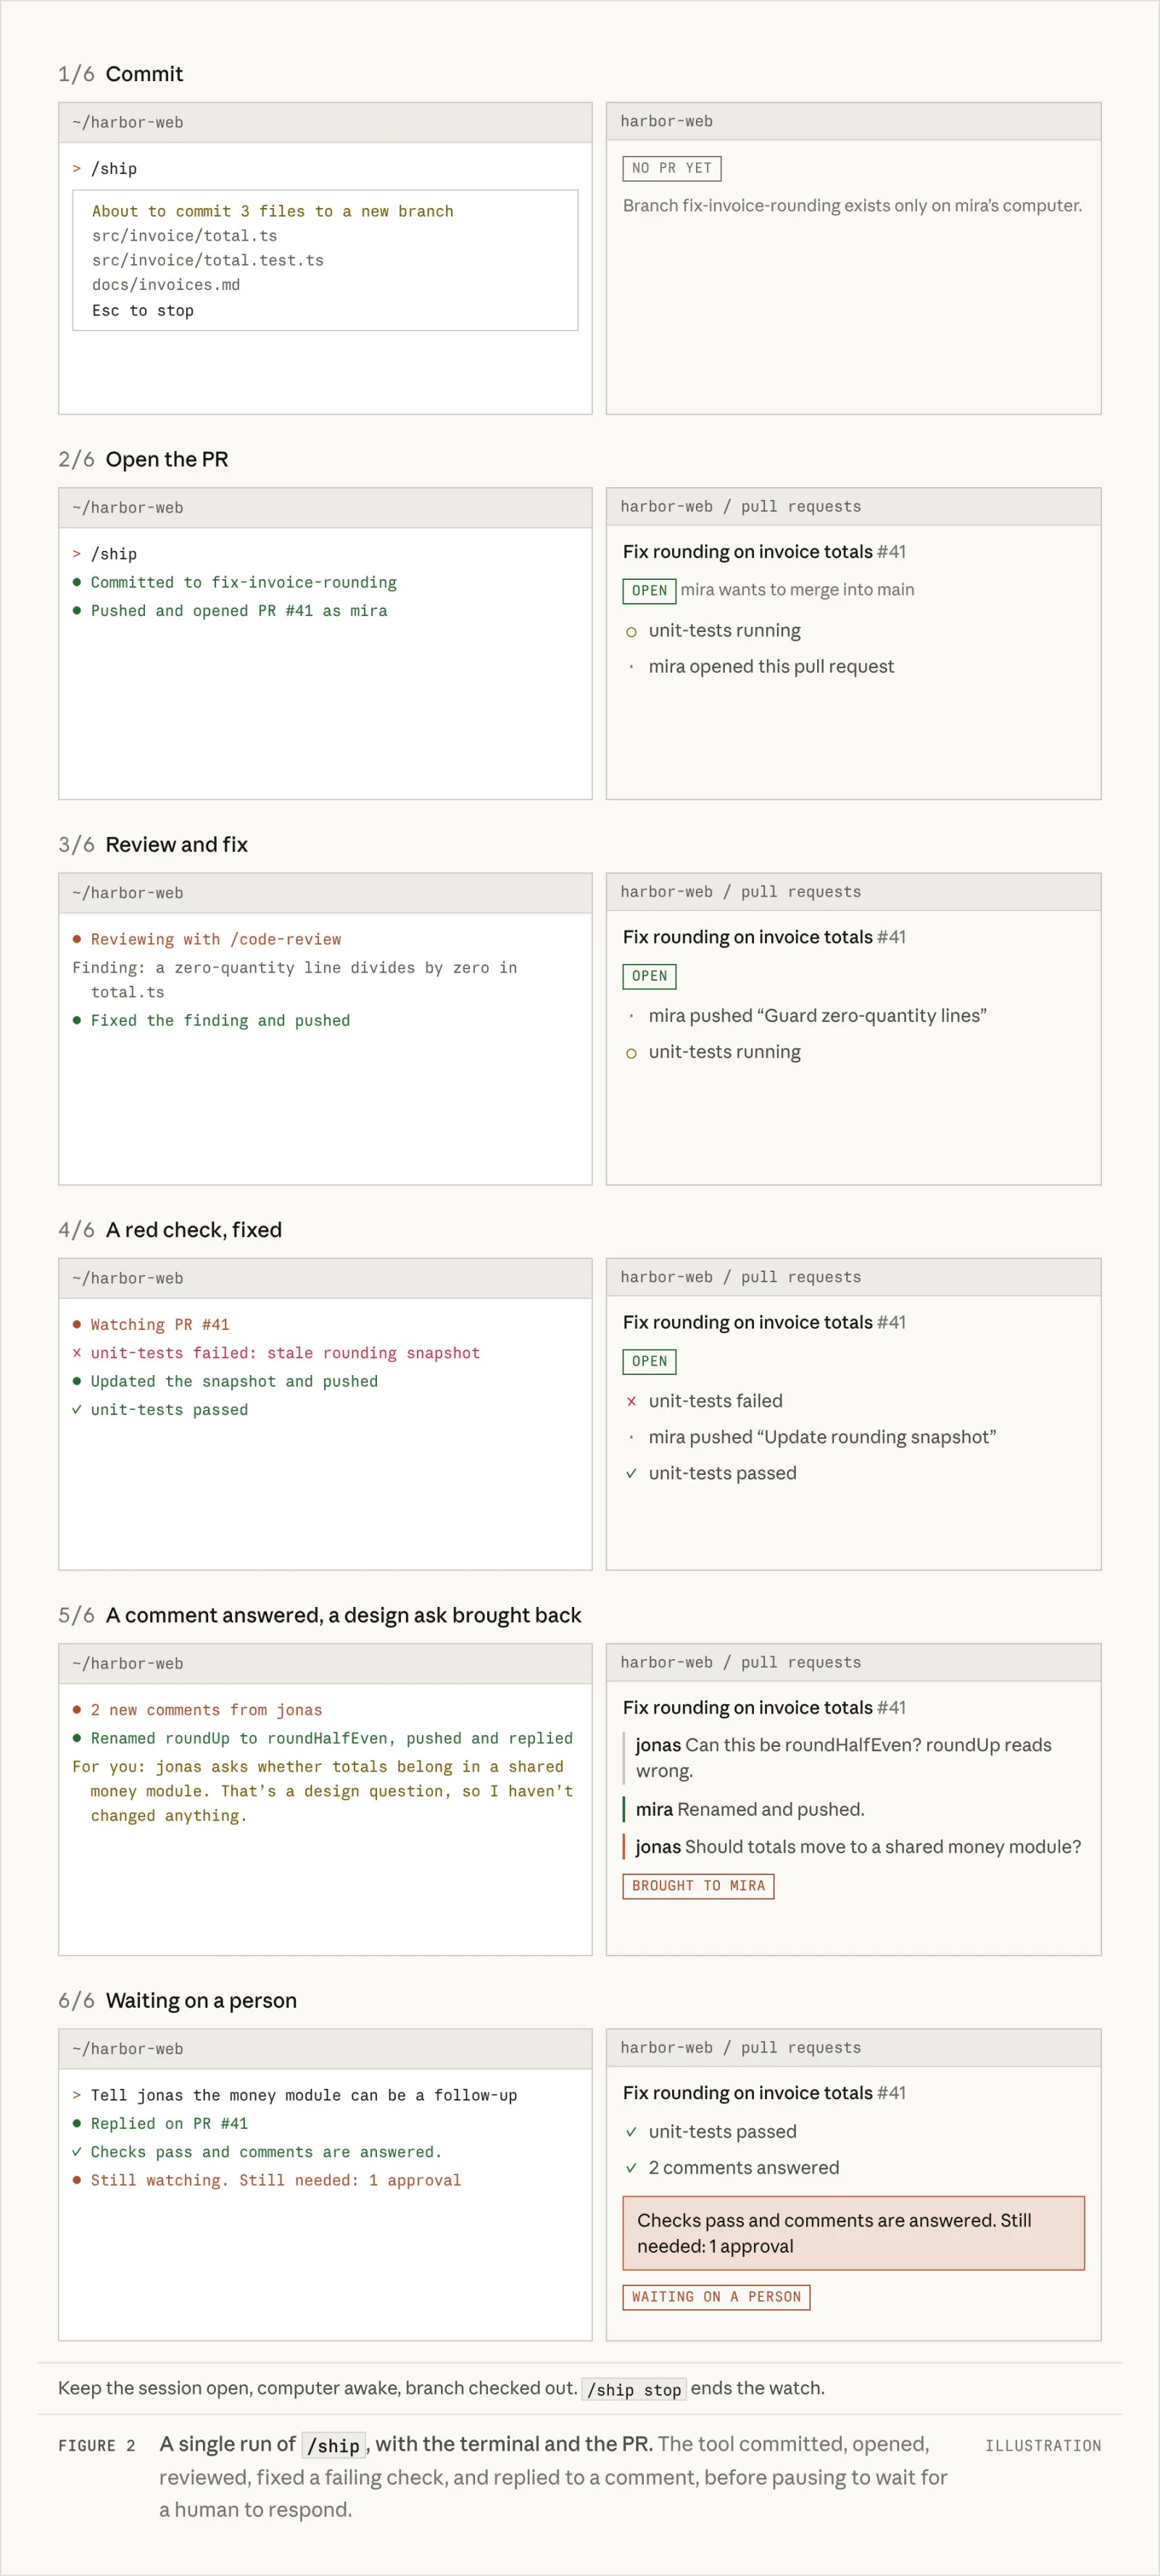 1/6 Commit
~/harbor-web
> /ship
About to commit 3 files to a new branch
src/invoice/total.ts
src/invoice/total.test.ts
docs/invoices.md
Esc to stop
harbor-web
NO PR YET
Branch fix-invoice-rounding exists only on mira’s computer.
2/6 Open the PR
~/harbor-web
> /ship
● Committed to fix-invoice-rounding
● Pushed and opened PR #41 as mira
harbor-web / pull requests
Fix rounding on invoice totals #41
OPEN mira wants to merge into main
○ unit-tests running
· mira opened this pull request
3/6 Review and fix
~/harbor-web
● Reviewing with /code-review
Finding: a zero-quantity line divides by zero in
total.ts
● Fixed the finding and pushed
harbor-web / pull requests
Fix rounding on invoice totals #41
OPEN
· mira pushed “Guard zero-quantity lines”
○ unit-tests running
4/6 A red check, fixed
~/harbor-web
● Watching PR #41
× unit-tests failed: stale rounding snapshot
● Updated the snapshot and pushed
✓ unit-tests passed
harbor-web / pull requests
Fix rounding on invoice totals #41
OPEN
× unit-tests failed
· mira pushed “Update rounding snapshot”
✓ unit-tests passed
5/6 A comment answered, a design ask brought back
~/harbor-web
● 2 new comments from jonas
● Renamed roundUp to roundHalfEven, pushed and replied
For you: jonas asks whether totals belong in a shared
money module. That’s a design question, so I haven’t
changed anything.
harbor-web / pull requests
Fix rounding on invoice totals #41
jonas Can this be roundHalfEven? roundUp reads
wrong.
mira Renamed and pushed.
jonas Should totals move to a shared money module?
BROUGHT TO MIRA
6/6 Waiting on a person
~/harbor-web
> Tell jonas the money module can be a follow-up
● Replied on PR #41
✓ Checks pass and comments are answered.
● Still watching. Still needed: 1 approval
harbor-web / pull requests
Fix rounding on invoice totals #41
✓ unit-tests passed
✓ 2 comments answered
Checks pass and comments are answered. Still
needed: 1 approval
WAITING ON A PERSON
Keep the session open, computer awake, branch checked out. /ship stop ends the watch.
FIGURE 2 A single run of /ship, with the terminal and the PR. The tool committed, opened,
reviewed, fixed a failing check, and replied to a comment, before pausing to wait for
a human to respond.
ILLUSTRATION